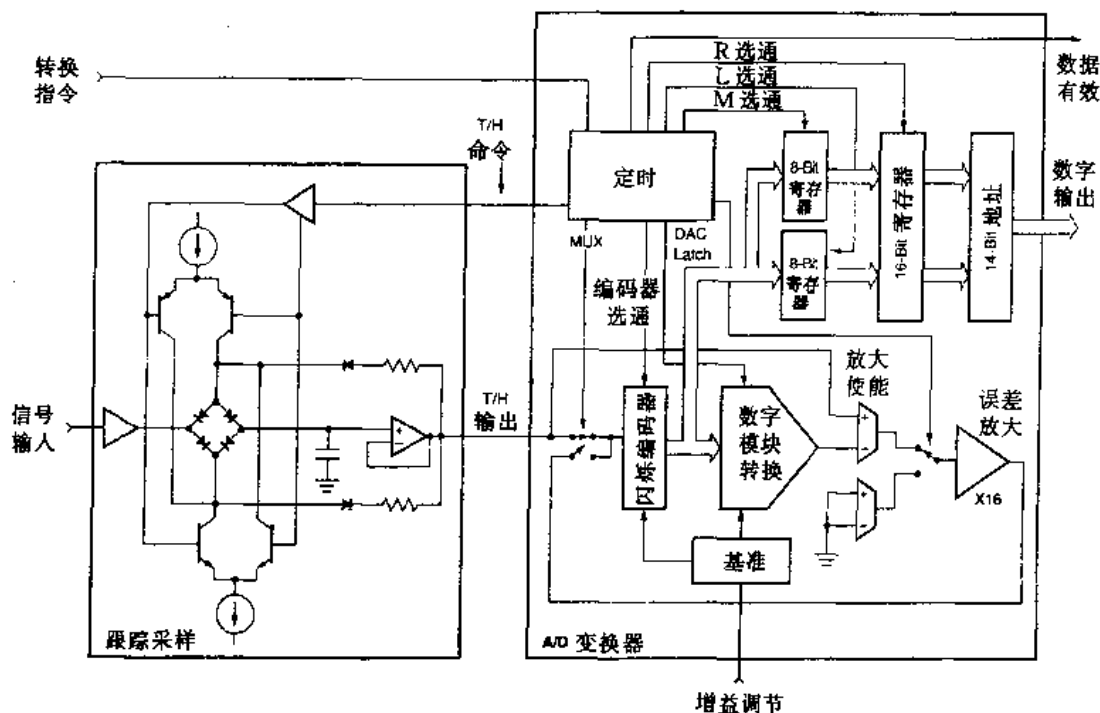 转换
指令
T/H
命令
R 选通
L 选通
M 选通
数据
有效
定时
8-Bit
寄存
器
8-Bit
寄存
器
16-Bit 寄存器
14-Bit 地址
数字
输出
MUX
DAC
Latch
编码器
选通
信号
输入
+
−
T/H
输出
闪烁编码器
数字
模块
转换
放大
使能
+
−
+
−
误差
放大
X16
基准
跟踪采样
A/D 变换器
增益调节